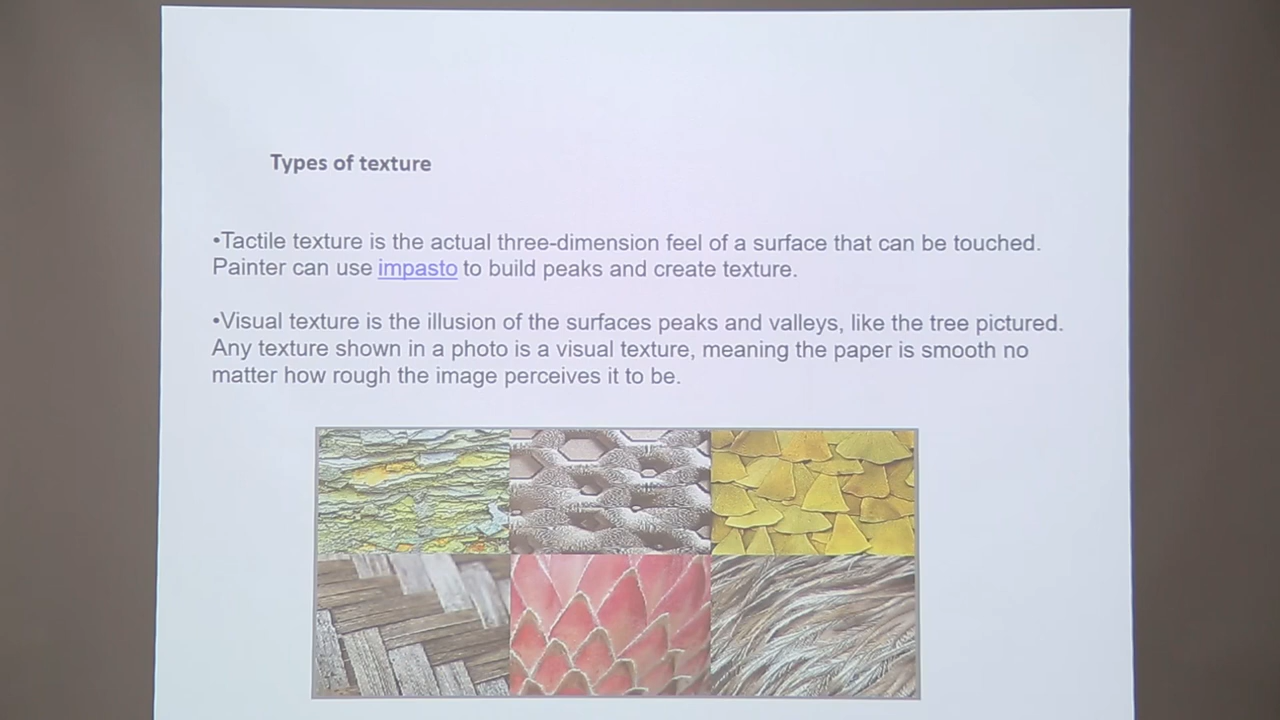 Types of texture
•Tactile texture is the actual three-dimension feel of a surface that can be touched.
Painter can use impasto to build peaks and create texture.
•Visual texture is the illusion of the surfaces peaks and valleys, like the tree pictured.
Any texture shown in a photo is a visual texture, meaning the paper is smooth no
matter how rough the image perceives it to be.